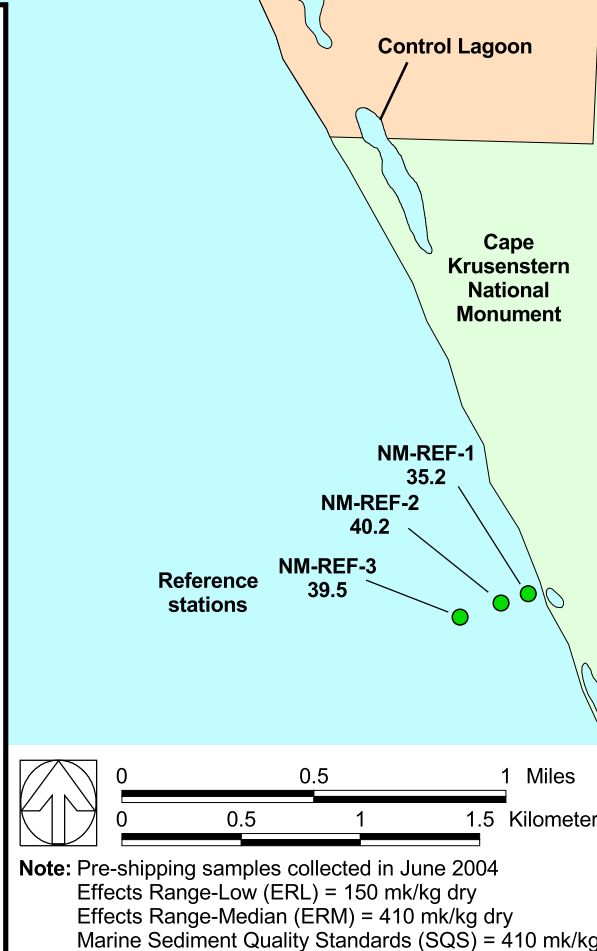 Control Lagoon
Cape
Krusenstern
National
Monument
NM-REF-1
35.2
NM-REF-2
40.2
NM-REF-3
39.5
Reference
stations
0 0.5 1 Miles
0 0.5 1 1.5 Kilometer
Note: Pre-shipping samples collected in June 2004
Effects Range-Low (ERL) = 150 mk/kg dry
Effects Range-Median (ERM) = 410 mk/kg dry
Marine Sediment Quality Standards (SQS) = 410 mk/kg